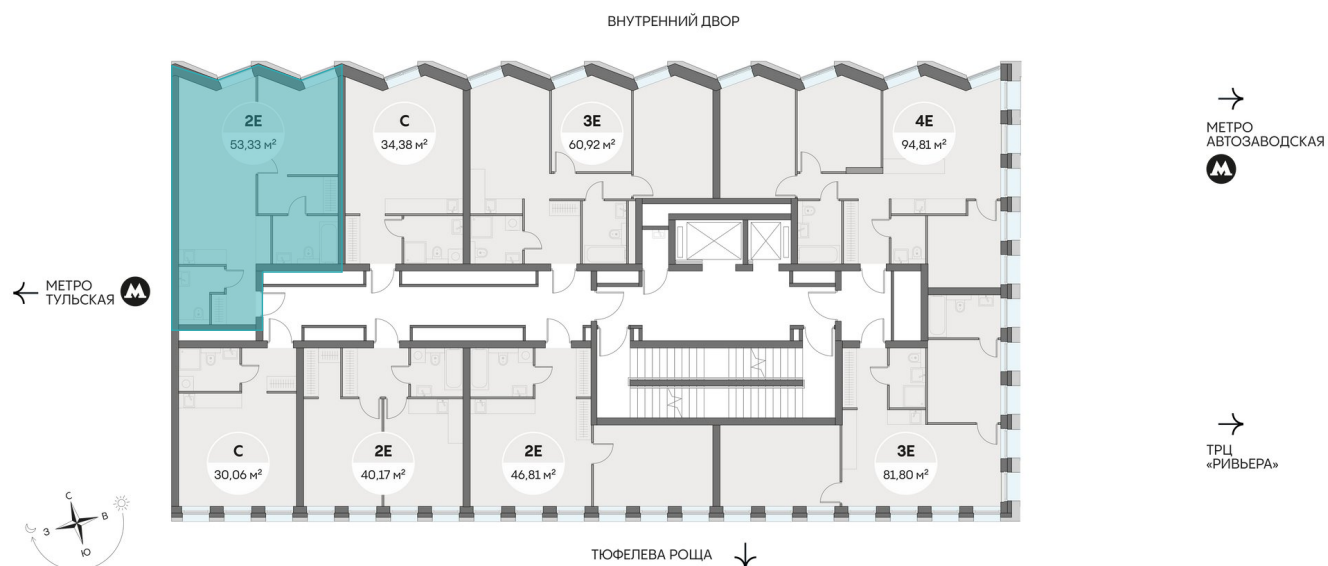 ВНУТРЕННИЙ ДВОР
2Е
53,33 м²
С
34,38 м²
3Е
60,92 м²
4Е
94,81 м²
МЕТРО
АВТОЗАВОДСКАЯ
М
МЕТРО
ТУЛЬСКАЯ
М
С
30,06 м²
2Е
40,17 м²
2Е
46,81 м²
3Е
81,80 м²
ТРЦ
«РИВЬЕРА»
С
В
З
Ю
ТЮФЕЛЕВА РОЩА